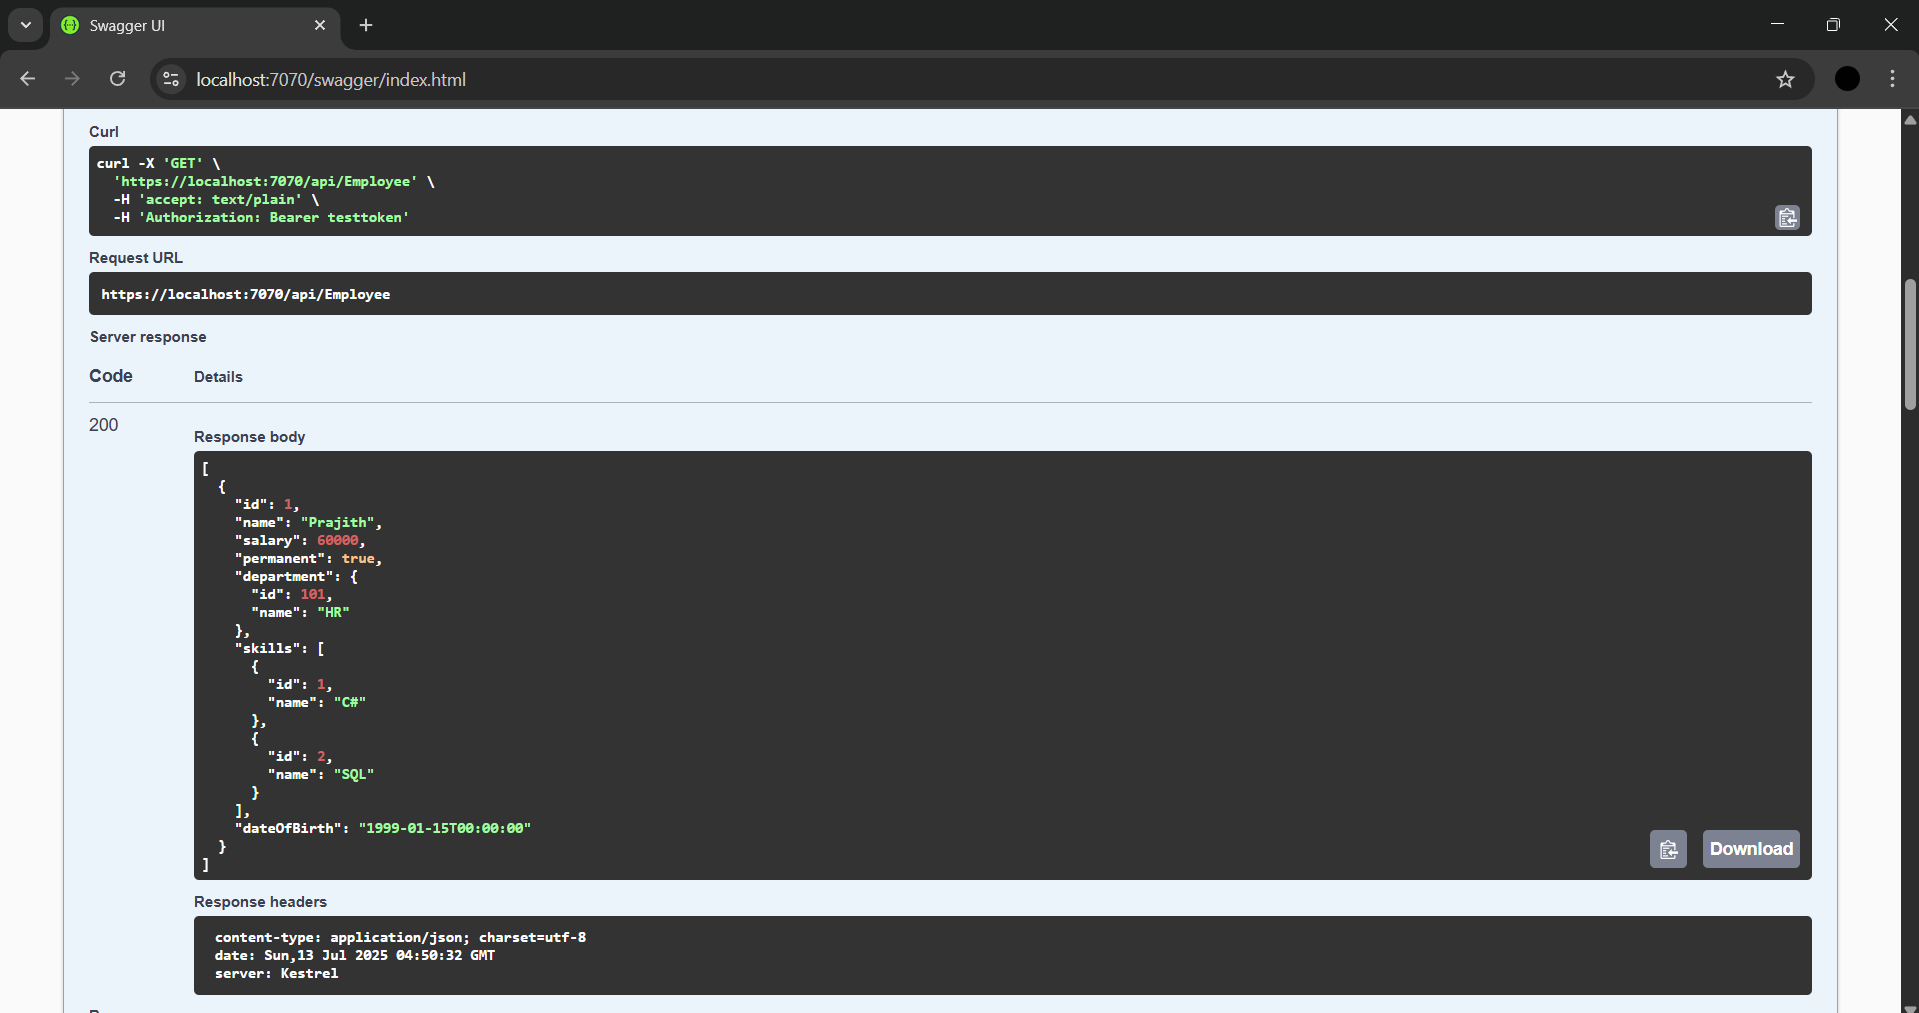 Swagger UI
localhost:7070/swagger/index.html
Curl
curl -X 'GET' \
  'https://localhost:7070/api/Employee' \
  -H 'accept: text/plain' \
  -H 'Authorization: Bearer testtoken'
Request URL
https://localhost:7070/api/Employee
Server response
Code Details
200
Response body
[
  {
    "id": 1,
    "name": "Prajith",
    "salary": 60000,
    "permanent": true,
    "department": {
      "id": 101,
      "name": "HR"
    },
    "skills": [
      {
        "id": 1,
        "name": "C#"
      },
      {
        "id": 2,
        "name": "SQL"
      }
    ],
    "dateOfBirth": "1999-01-15T00:00:00"
  }
]
Download
Response headers
content-type: application/json; charset=utf-8
date: Sun,13 Jul 2025 04:50:32 GMT
server: Kestrel